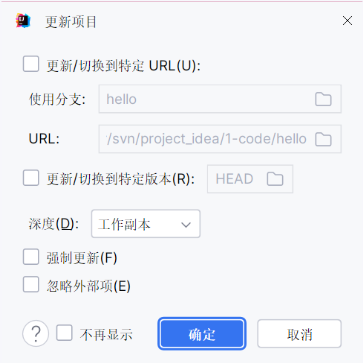 更新项目
更新/切换到特定 URL(U):
使用分支: hello
URL: /svn/project_idea/1-code/hello
更新/切换到特定版本(R): HEAD
深度(D): 工作副本
强制更新(F)
忽略外部项(E)
? 不再显示 确定 取消